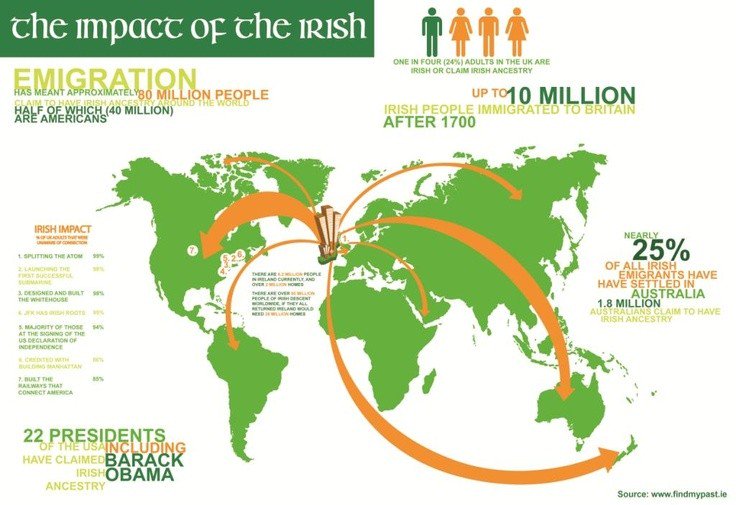 the impact of the irish
ONE IN FOUR (24%) ADULTS IN THE UK ARE
IRISH OR CLAIM IRISH ANCESTRY
EMIGRATION
HAS MEANT APPROXIMATELY 80 MILLION PEOPLE
CLAIM TO HAVE IRISH ANCESTRY AROUND THE WORLD
HALF OF WHICH (40 MILLION)
ARE AMERICANS
UP TO 10 MILLION
IRISH PEOPLE IMMIGRATED TO BRITAIN
AFTER 1700
IRISH IMPACT
% OF UK ADULTS THAT WERE
UNAWARE OF CONNECTION
1. SPLITTING THE ATOM 99%
2. LAUNCHING THE
FIRST SUCCESSFUL
SUBMARINE
3. DESIGNED AND BUILT
THE WHITEHOUSE
4. JFK HAS IRISH ROOTS
5. MAJORITY OF THOSE 94%
AT THE SIGNING OF THE
US DECLARATION OF
INDEPENDENCE
6. CREDITED WITH
BUILDING MANHATTAN
7. BUILT THE 85%
RAILWAYS THAT
CONNECT AMERICA
7.
5. 2. 6.
3.
4.
1.
THERE ARE 6.2 MILLION PEOPLE
IN IRELAND CURRENTLY, AND
OVER 2 MILLION HOMES
THERE ARE OVER 80 MILLION
PEOPLE OF IRISH DESCENT
WORLDWIDE, IF THEY ALL
RETURNED IRELAND WOULD
NEED MILLION HOMES
NEARLY
25%
OF ALL IRISH
EMIGRANTS HAVE
HAVE SETTLED IN
AUSTRALIA
1.8 MILLION
AUSTRALIANS CLAIM TO HAVE
IRISH ANCESTRY
22 PRESIDENTS
OF THE USA INCLUDING
HAVE CLAIMED BARACK
IRISH OBAMA
ANCESTRY
Source: www.findmypast.ie